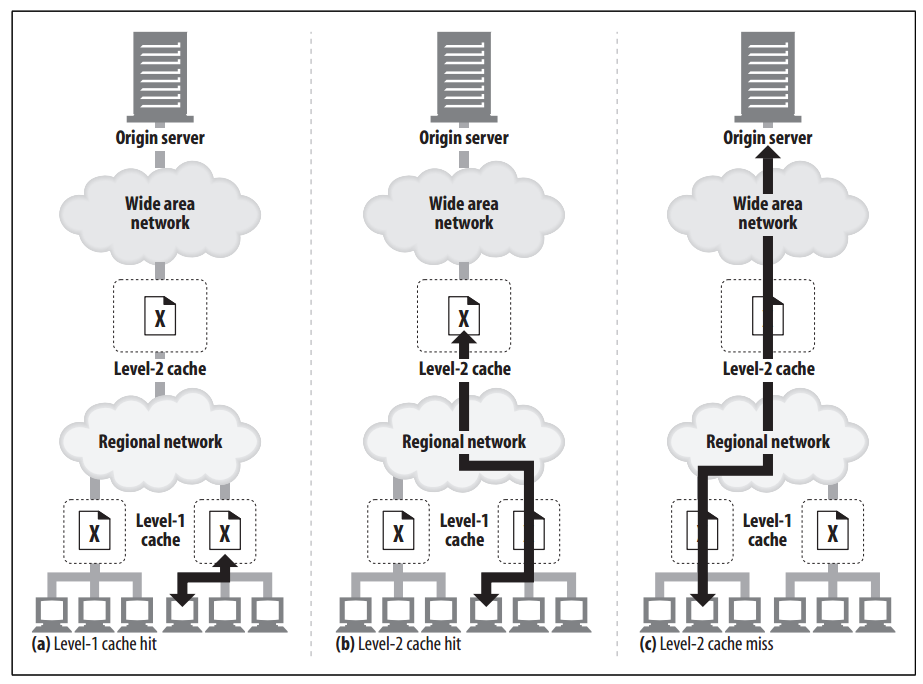 Origin server
Wide area
network
X
Level-2 cache
Regional network
X
Level-1
cache
X
(a) Level-1 cache hit
Origin server
Wide area
network
X
Level-2 cache
Regional network
X
Level-1
cache
(b) Level-2 cache hit
Origin server
Wide area
network
Level-2 cache
Regional network
X
Level-1
cache
X
(c) Level-2 cache miss